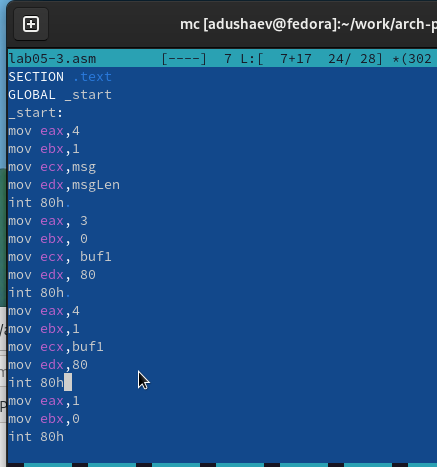 mc [adushaev@fedora]:~/work/arch-p
lab05-3.asm [----] 7 L:[ 7+17 24/ 28] *(302
SECTION .text
GLOBAL _start
_start:
mov eax,4
mov ebx,1
mov ecx,msg
mov edx,msgLen
int 80h
mov eax, 3
mov ebx, 0
mov ecx, buf1
mov edx, 80
int 80h
mov eax,4
mov ebx,1
mov ecx,buf1
mov edx,80
int 80h
mov eax,1
mov ebx,0
int 80h